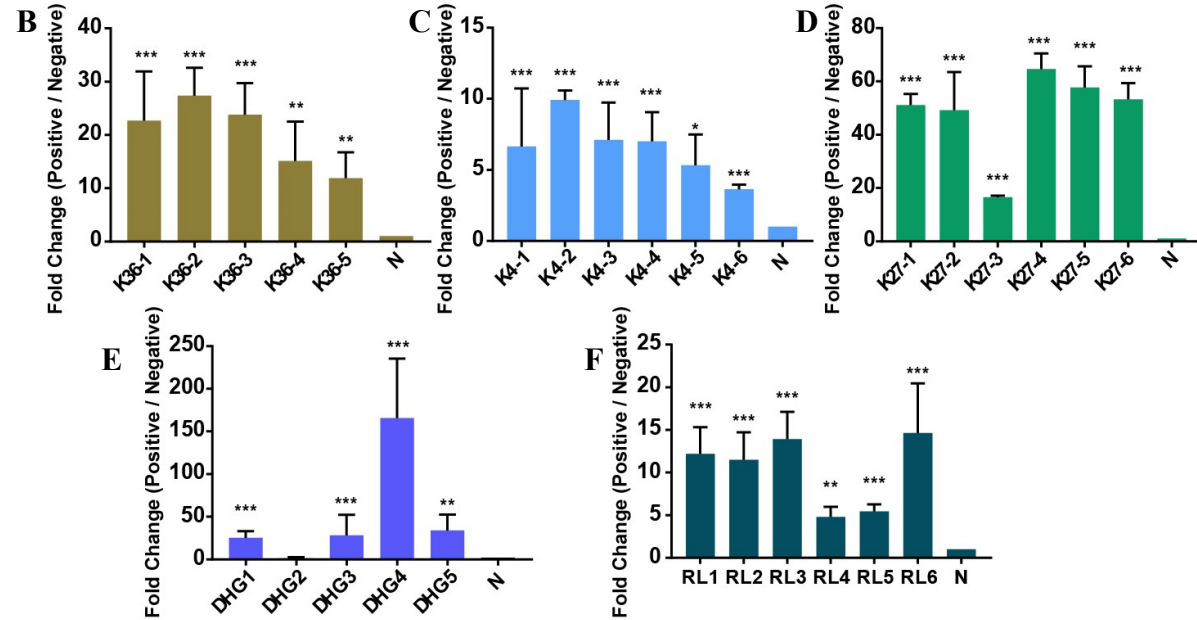 B
Fold Change (Positive / Negative)
40
30
20
10
0
***
***
***
**
**
K36-1
K36-2
K36-3
K36-4
K36-5
N
C
Fold Change (Positive / Negative)
15
10
5
0
***
***
***
***
*
***
K4-1
K4-2
K4-3
K4-4
K4-5
K4-6
N
D
Fold Change (Positive / Negative)
80
60
40
20
0
***
***
***
***
***
***
K27-1
K27-2
K27-3
K27-4
K27-5
K27-6
N
E
Fold Change (Positive / Negative)
250
200
150
100
50
0
***
***
***
**
DHG1
DHG2
DHG3
DHG4
DHG5
N
F
Fold Change (Positive / Negative)
25
20
15
10
5
0
***
***
***
**
***
***
RL1
RL2
RL3
RL4
RL5
RL6
N